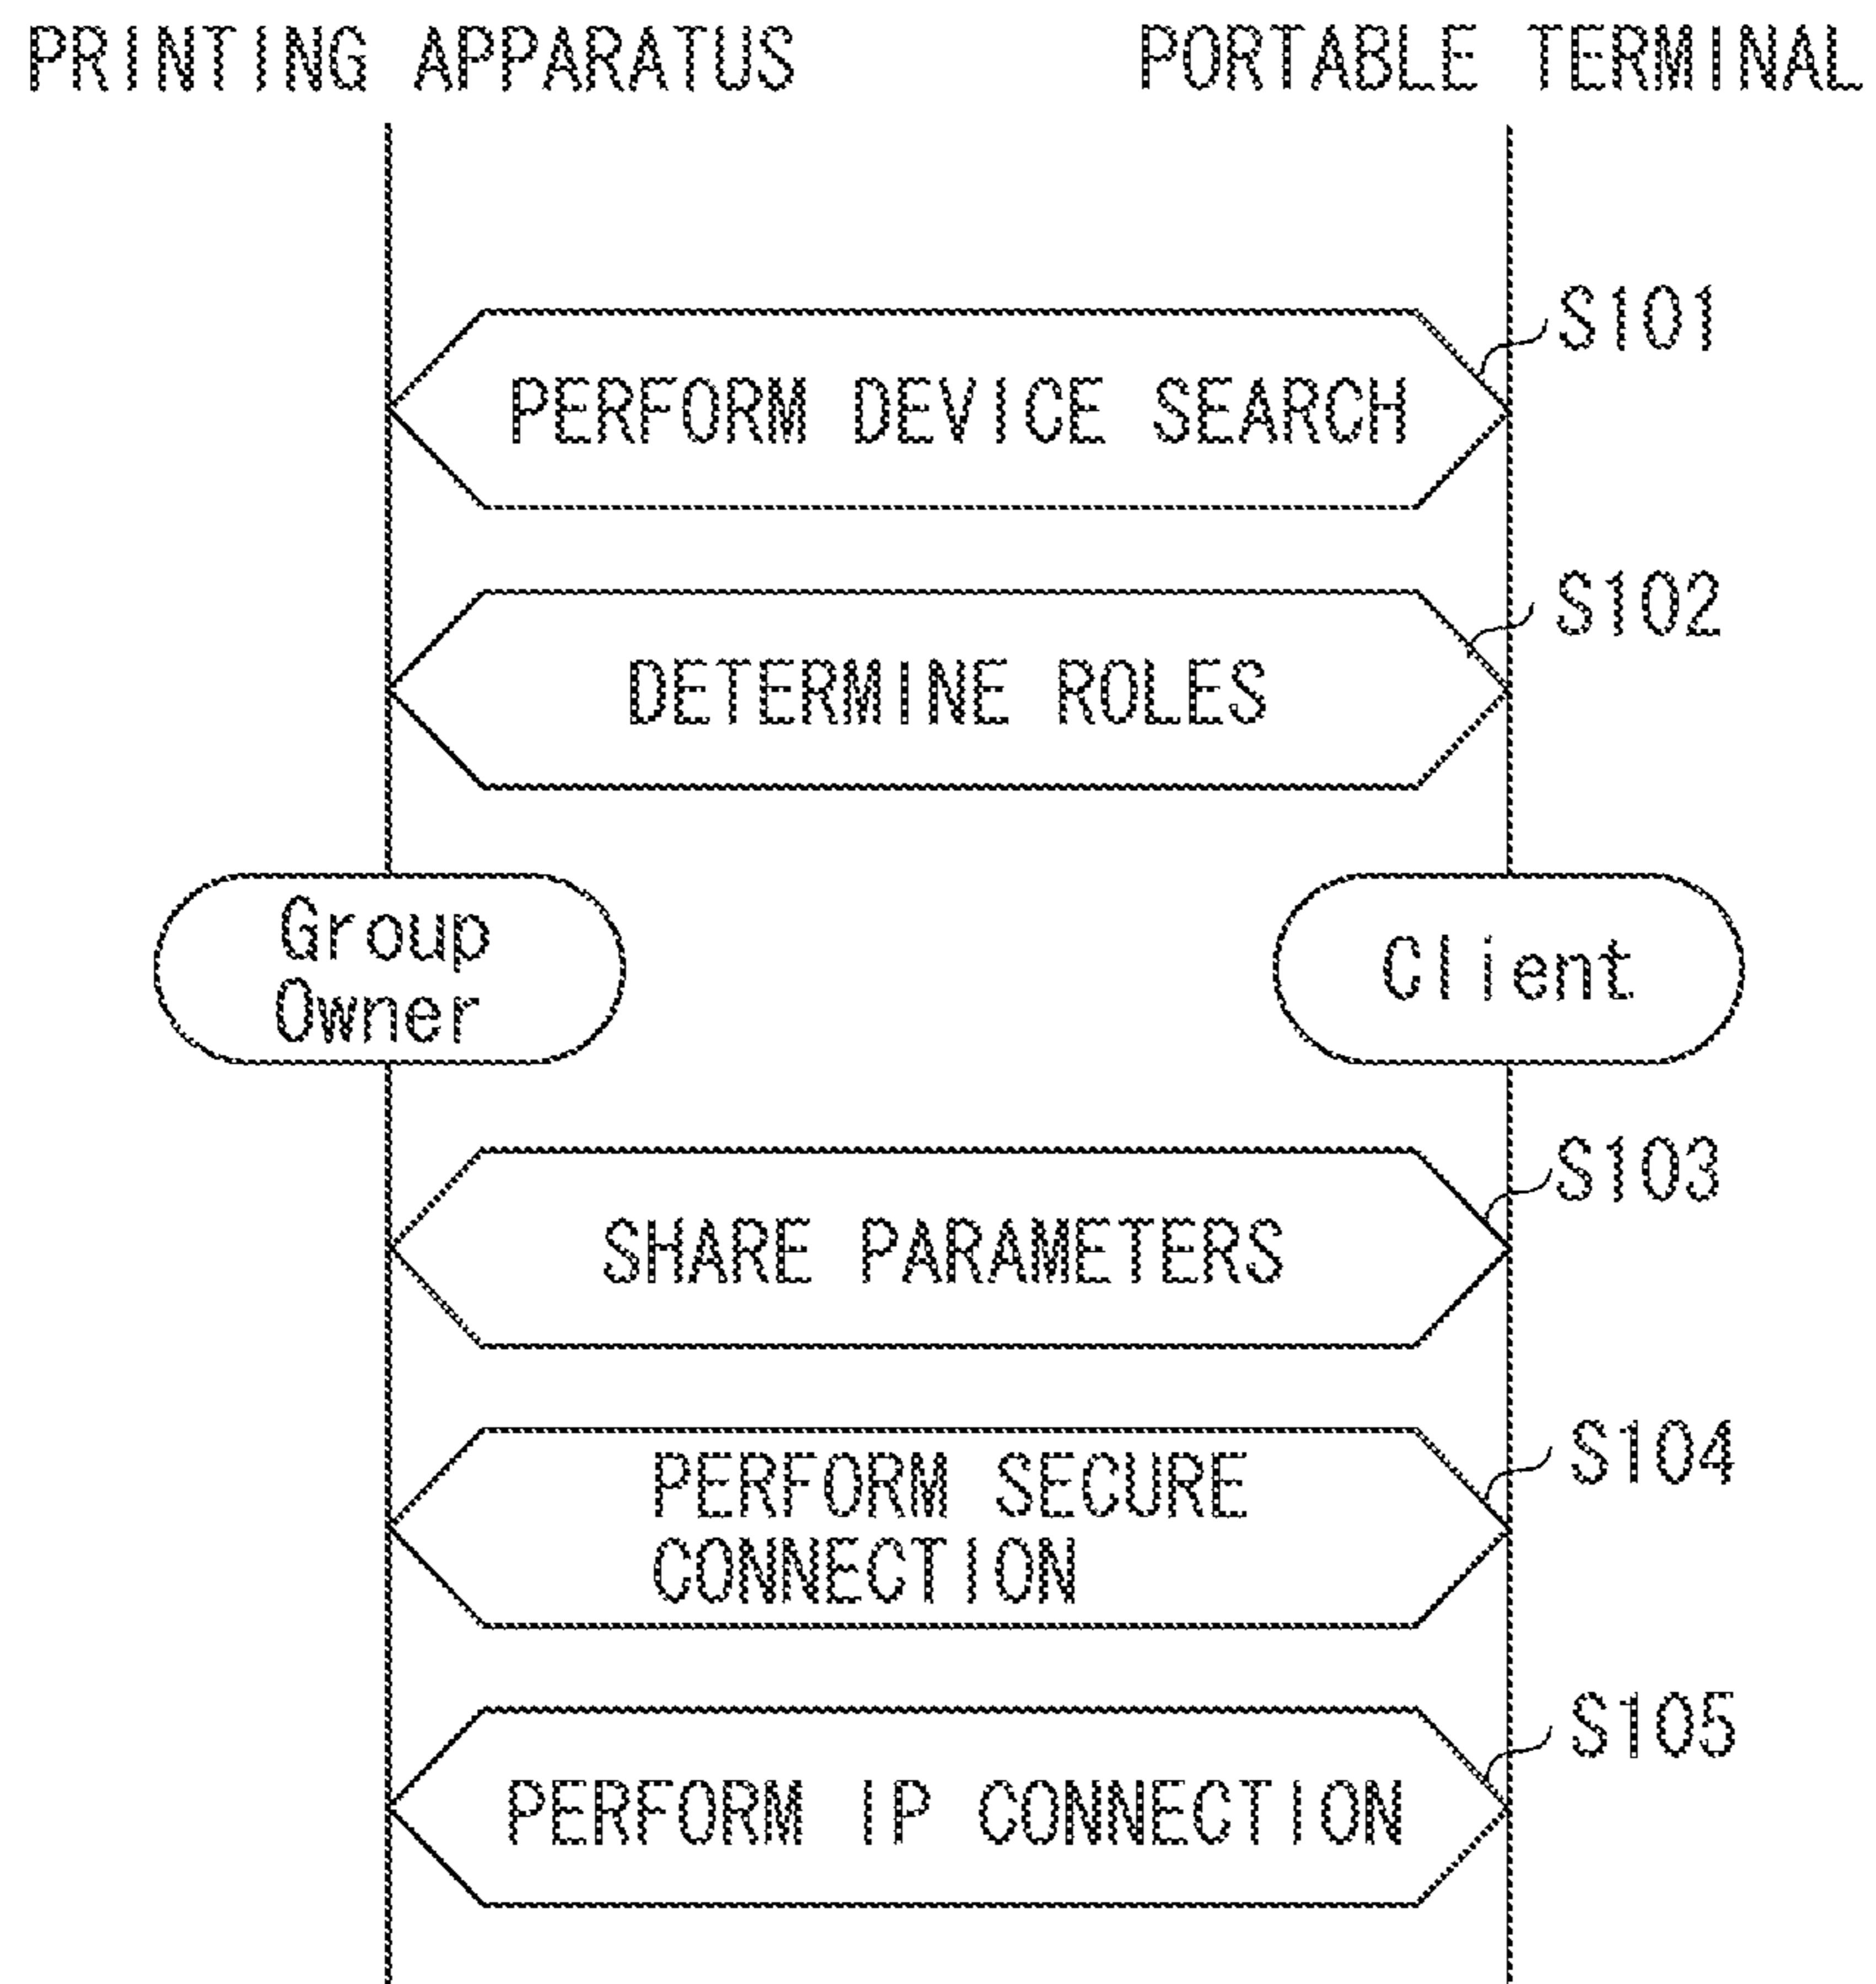 PRINTING APPARATUS
PORTABLE TERMINAL
S101
PERFORM DEVICE SEARCH
S102
DETERMINE ROLES
Group
Owner
Client
S103
SHARE PARAMETERS
S104
PERFORM SECURE
CONNECTION
S105
PERFORM IP CONNECTION